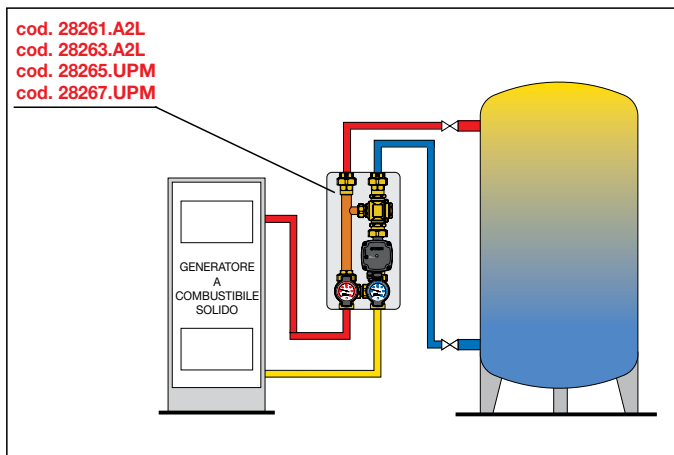 cod. 28261.A2L
cod. 28263.A2L
cod. 28265.UPM
cod. 28267.UPM
GENERATORE
A
COMBUSTIBILE
SOLIDO